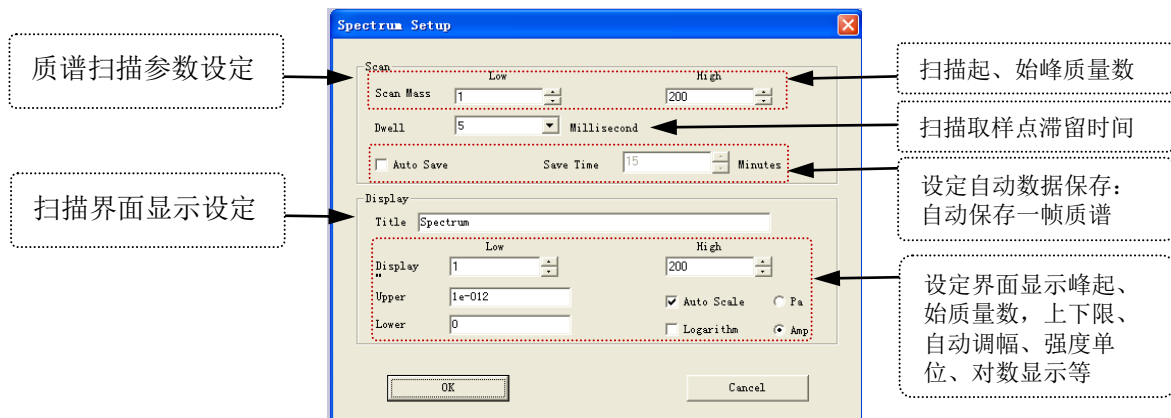 Spectrum Setup
质谱扫描参数设定
扫描界面显示设定
Scan
Low High
Scan Mass 1 200
Dwell 5 Millisecond
Auto Save Save Time 15 Minutes
Display
Title Spectrum
Low High
Display 1 200
Upper 1e-012 Auto Scale Pa
Lower 0 Logarithm Amp
OK Cancel
扫描起、始峰质量数
扫描取样点滞留时间
设定自动数据保存：
自动保存一帧质谱
设定界面显示峰起、
始质量数，上下限、
自动调幅、强度单
位、对数显示等